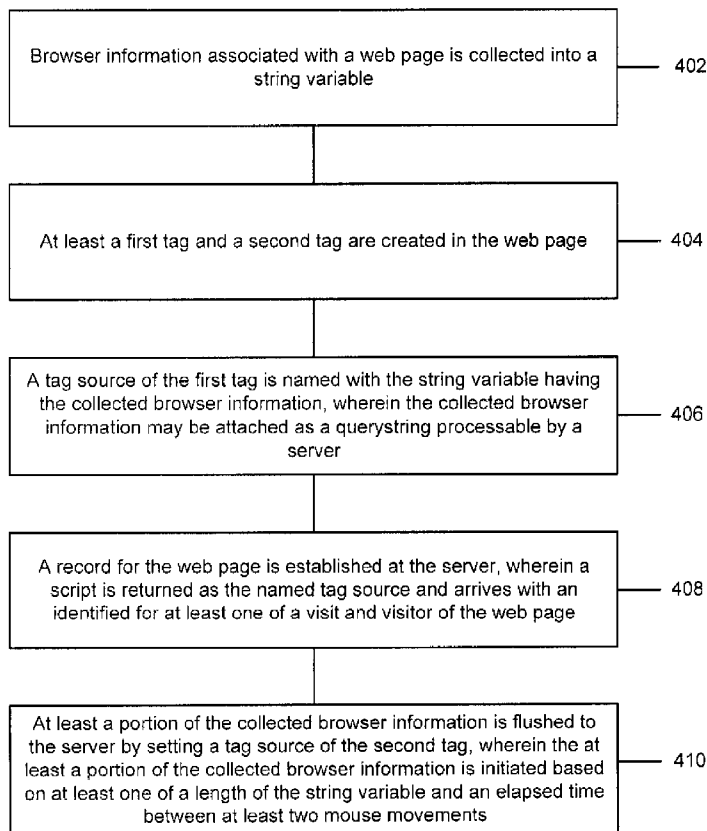 Browser information associated with a web page is collected into a
string variable
402
At least a first tag and a second tag are created in the web page
404
A tag source of the first tag is named with the string variable having
the collected browser information, wherein the collected browser
information may be attached as a querystring processable by a
server
406
A record for the web page is established at the server, wherein a
script is returned as the named tag source and arrives with an
identified for at least one of a visit and visitor of the web page
408
At least a portion of the collected browser information is flushed to
the server by setting a tag source of the second tag, wherein the at
least a portion of the collected browser information is initiated based
on at least one of a length of the string variable and an elapsed time
between at least two mouse movements
410